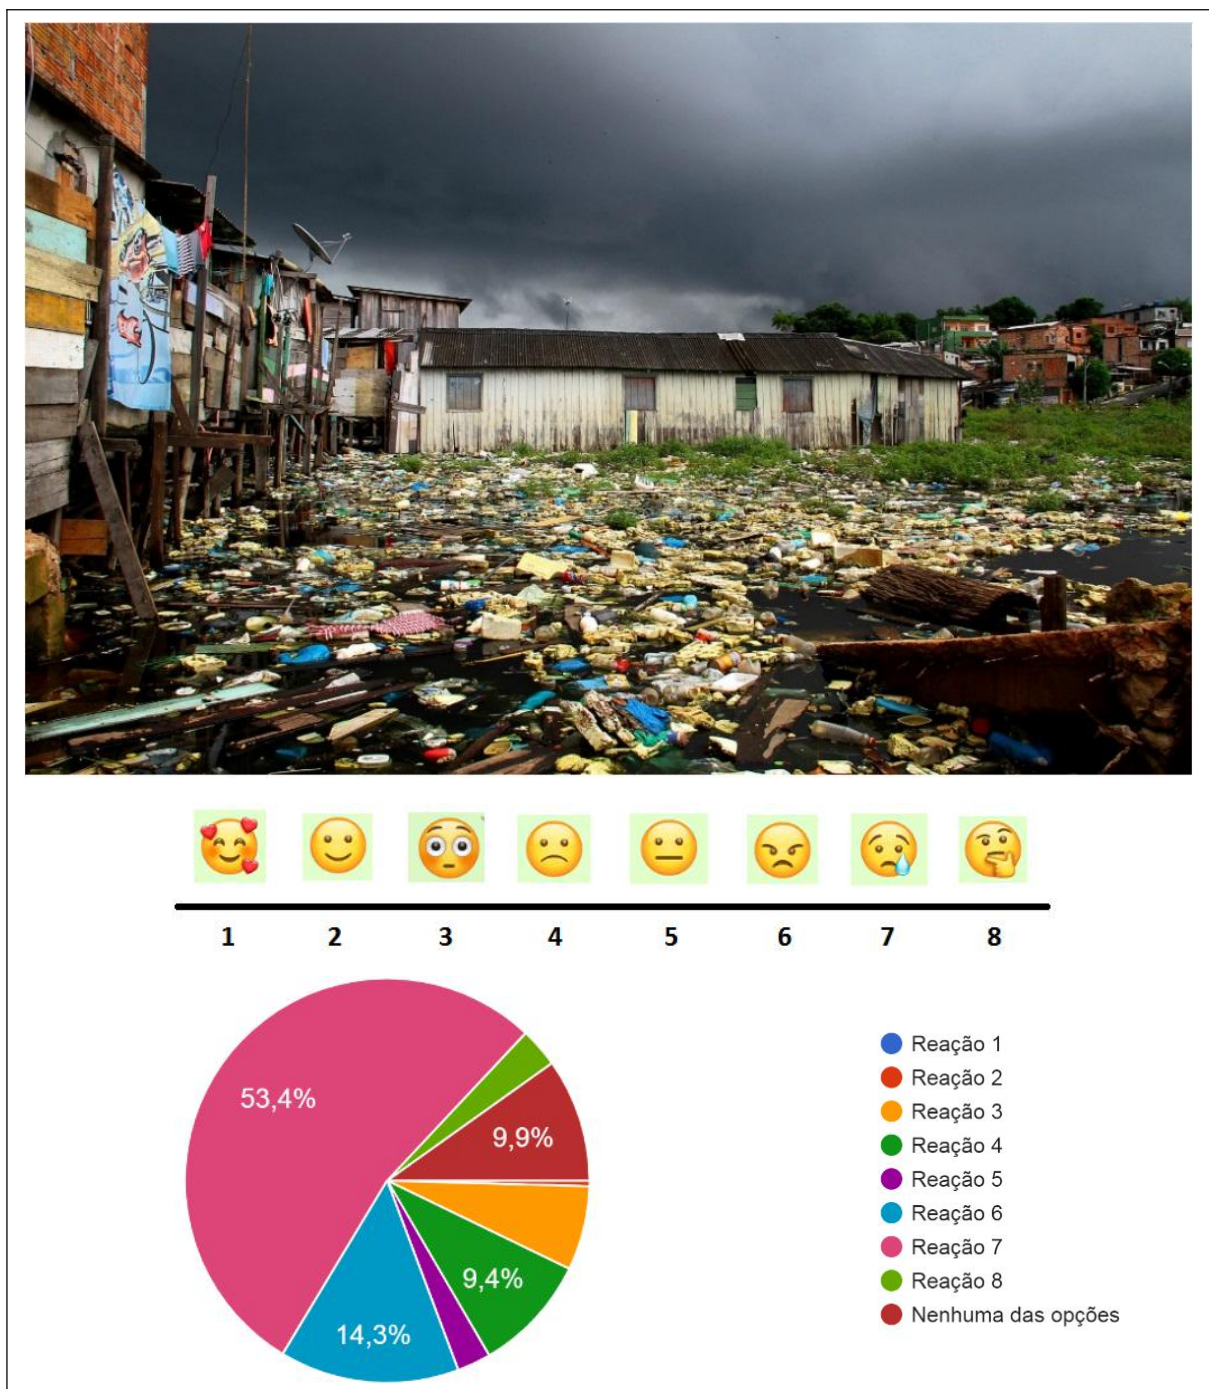 1 2 3 4 5 6 7 8
53,4%
9,9%
9,4%
14,3%
Reação 1
Reação 2
Reação 3
Reação 4
Reação 5
Reação 6
Reação 7
Reação 8
Nenhuma das opções